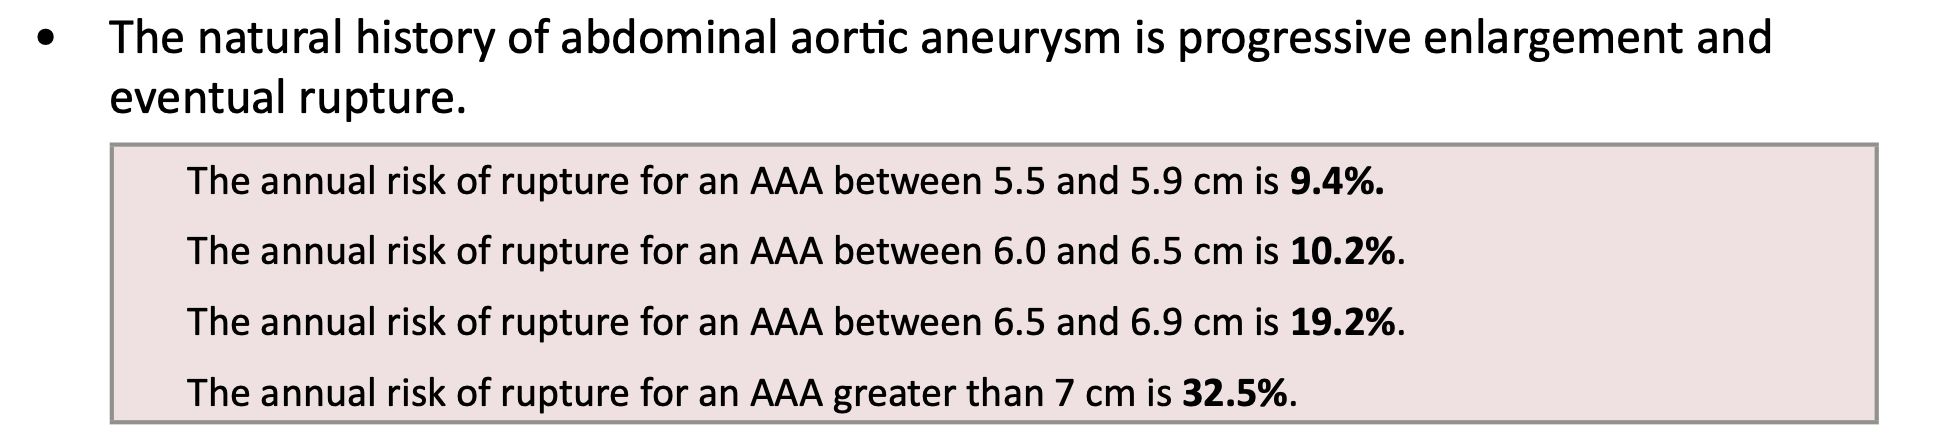 • The natural history of abdominal aortic aneurysm is progressive enlargement and
eventual rupture.
The annual risk of rupture for an AAA between 5.5 and 5.9 cm is 9.4%.
The annual risk of rupture for an AAA between 6.0 and 6.5 cm is 10.2%.
The annual risk of rupture for an AAA between 6.5 and 6.9 cm is 19.2%.
The annual risk of rupture for an AAA greater than 7 cm is 32.5%.